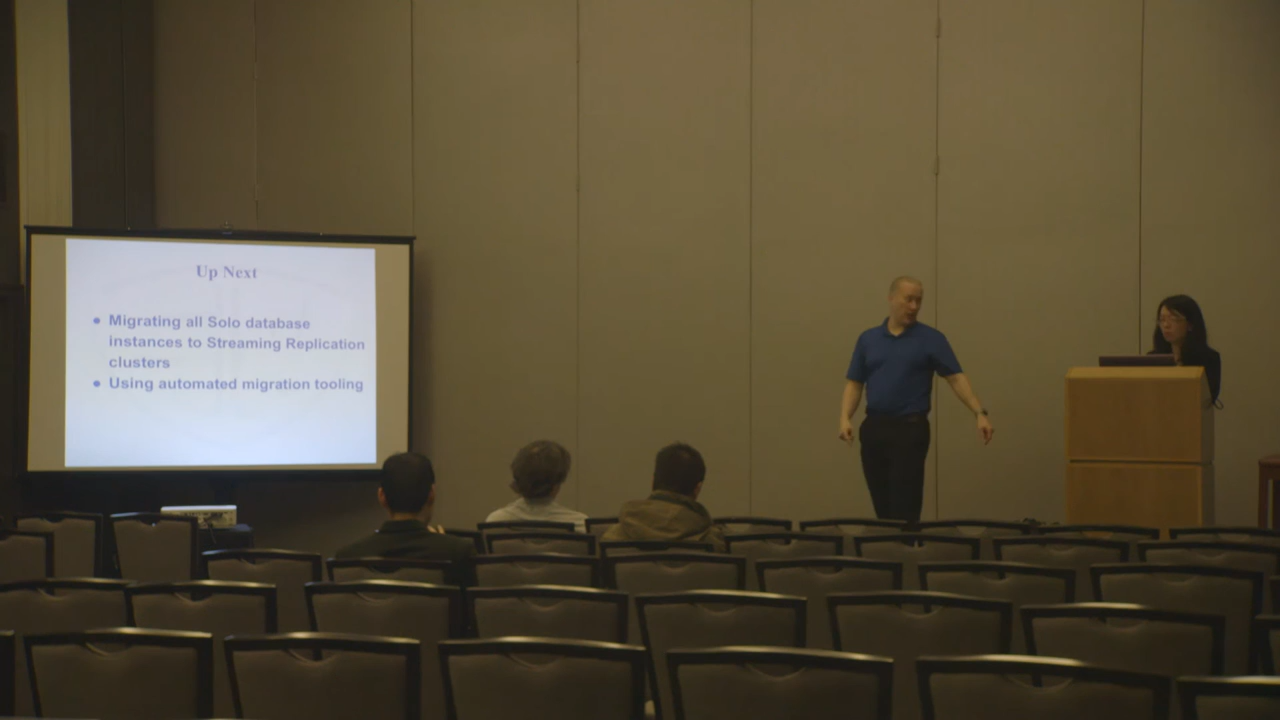 Up Next
• Migrating all Solo database
instances to Streaming Replication
clusters
• Using automated migration tooling